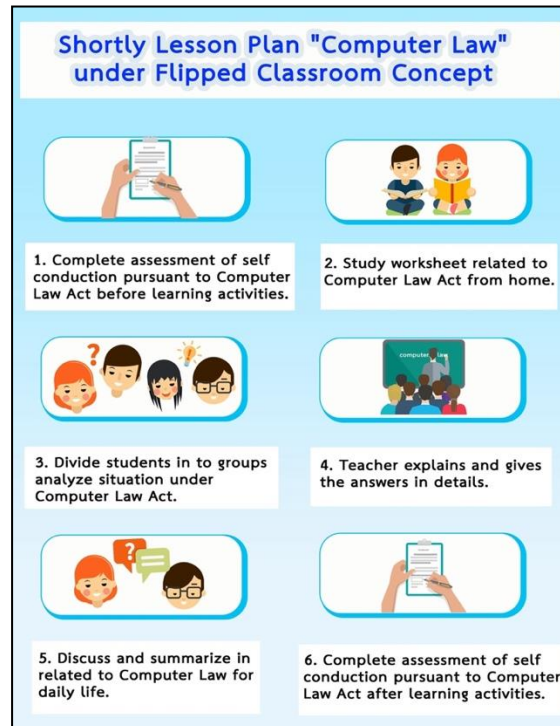 Shortly Lesson Plan "Computer Law"
under Flipped Classroom Concept
1. Complete assessment of self
conduction pursuant to Computer
Law Act before learning activities.
2. Study worksheet related to
Computer Law Act from home.
?
computer law
3. Divide students in to groups
analyze situation under
Computer Law Act.
4. Teacher explains and gives
the answers in details.
?
5. Discuss and summarize in
related to Computer Law for
daily life.
6. Complete assessment of self
conduction pursuant to Computer
Law Act after learning activities.